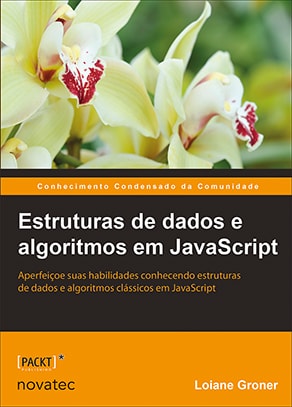 Conhecimento Condensado da Comunidade
Estruturas de dados e
algoritmos em JavaScript
Aperfeiçoe suas habilidades conhecendo estruturas
de dados e algoritmos clássicos em JavaScript
[PACKT]*
PUBLISHING
novatec
Loiane Groner